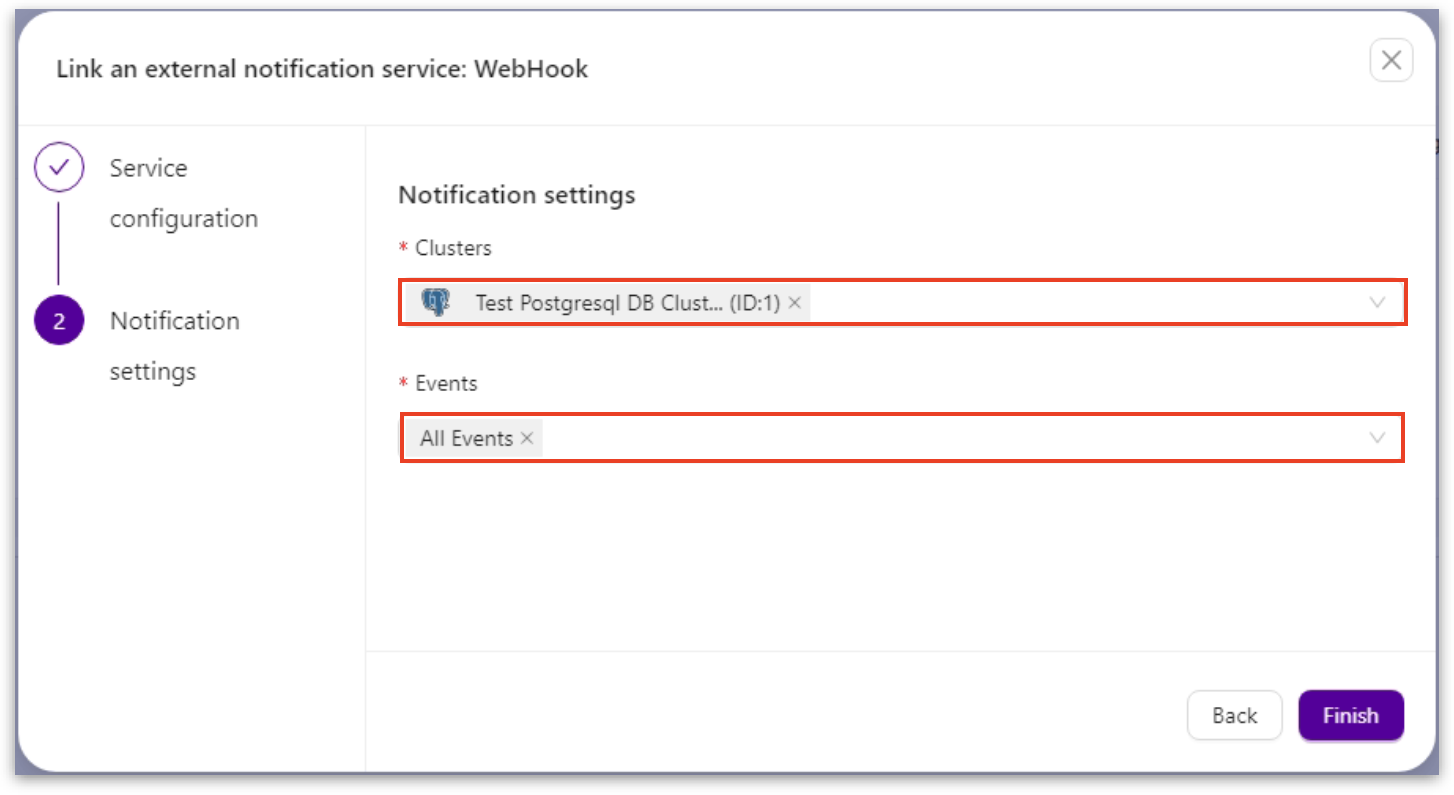 Link an external notification service: WebHook
Service
configuration
2
Notification
settings
Notification settings
* Clusters
Test Postgresql DB Clust... (ID:1)
* Events
All Events
Back
Finish